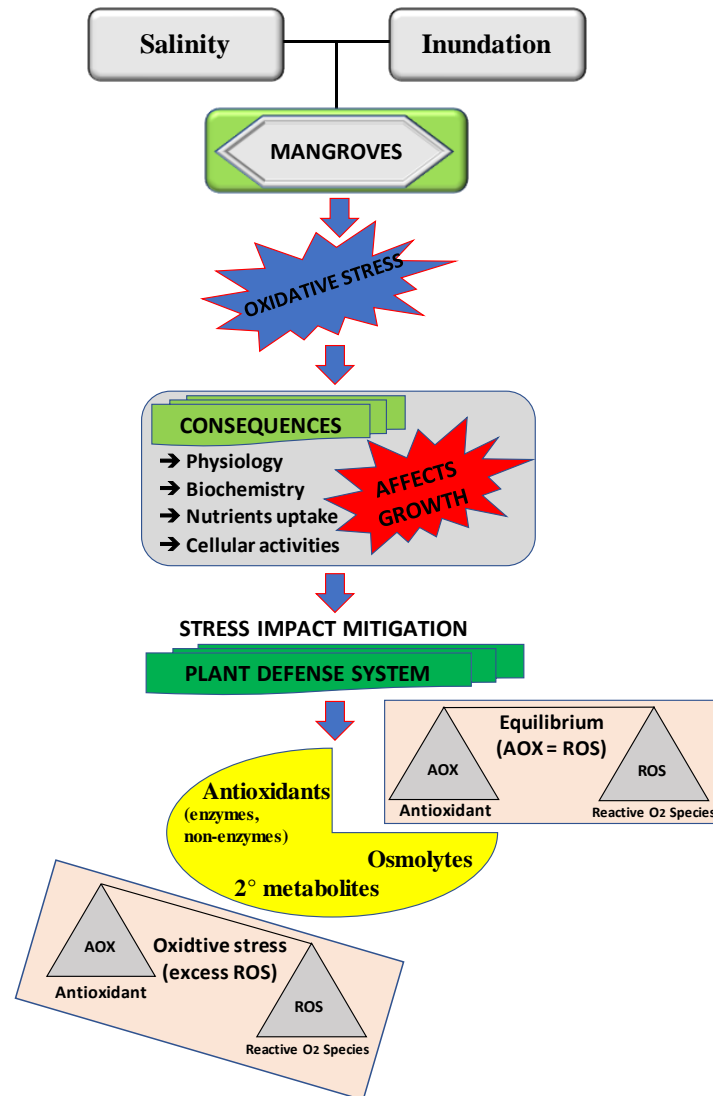 Salinity
Inundation
MANGROVES
OXIDATIVE STRESS
CONSEQUENCES
➔ Physiology
➔ Biochemistry
➔ Nutrients uptake
➔ Cellular activities
AFFECTS
GROWTH
STRESS IMPACT MITIGATION
PLANT DEFENSE SYSTEM
Equilibrium
(AOX = ROS)
AOX
ROS
Antioxidant
Reactive O2 Species
Antioxidants
(enzymes,
non-enzymes)
Osmolytes
2° metabolites
AOX
Oxidtive stress
(excess ROS)
Antioxidant
ROS
Reactive O2 Species